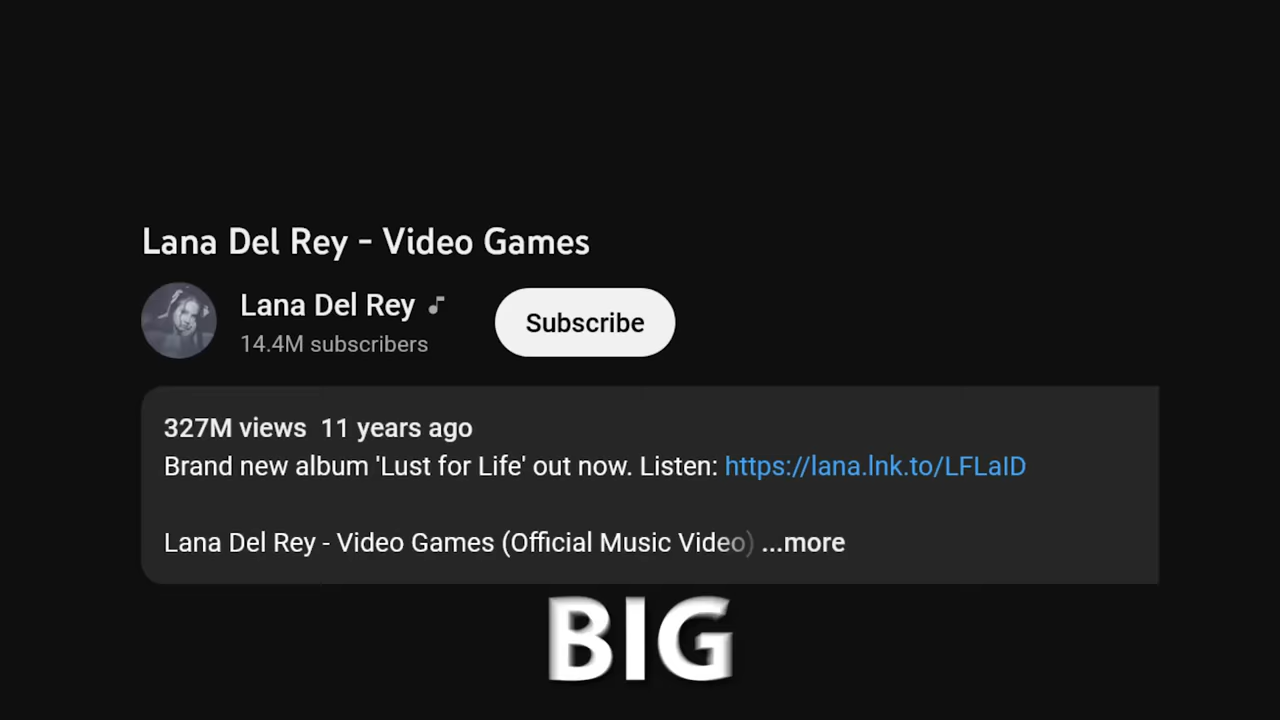 Lana Del Rey - Video Games
Lana Del Rey
14.4M subscribers
Subscribe
327M views 11 years ago
Brand new album 'Lust for Life' out now. Listen: https://lana.lnk.to/LFLaID
Lana Del Rey - Video Games (Official Music Video) ...more
BIG